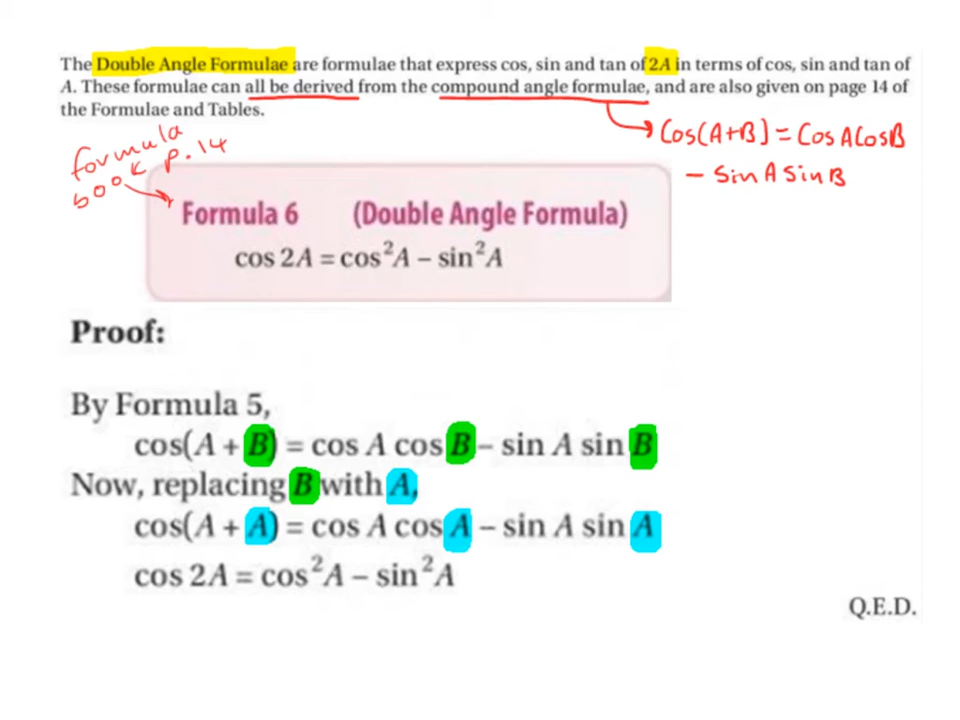 The Double Angle Formulae are formulae that express cos, sin and tan of 2A in terms of cos, sin and tan of
A. These formulae can all be derived from the compound angle formulae, and are also given on page 14 of
the Formulae and Tables.
Cos(A+B) = Cos A Cos B
- Sin A Sin B
formula
book p.14
Formula 6 (Double Angle Formula)
cos 2A = cos²A – sin²A
Proof:
By Formula 5,
cos(A + B) = cos A cos B – sin A sin B
Now, replacing B with A,
cos(A + A) = cos A cos A – sin A sin A
cos 2A = cos²A – sin²A
Q.E.D.